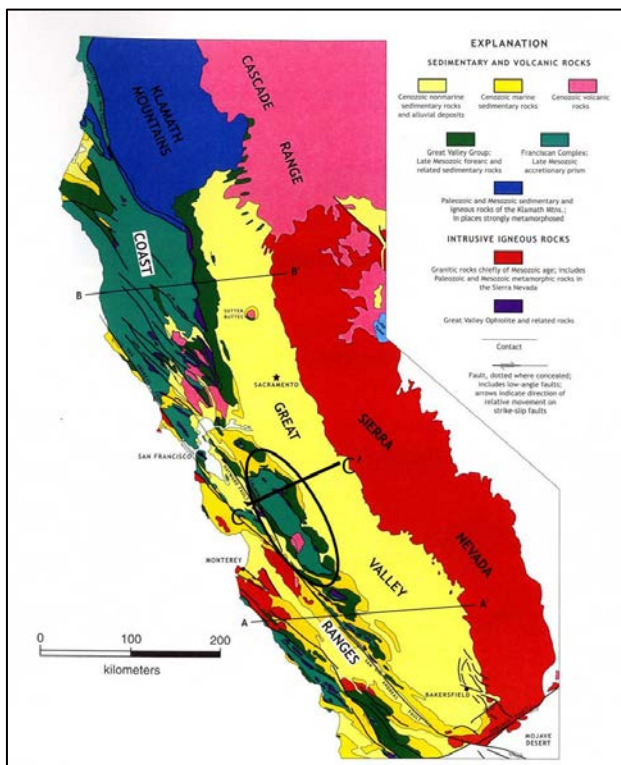 EXPLANATION
SEDIMENTARY AND VOLCANIC ROCKS
Cenozoic nonmarine
sedimentary rocks
and alluvial deposits
Cenozoic marine
sedimentary rocks
Cenozoic volcanic
rocks
Great Valley Group:
Late Mesozoic forearc and
related sedimentary rocks
Franciscan Complex:
Late Mesozoic
accretionary prism
Paleozoic and Mesozoic sedimentary and
igneous rocks of the Klamath Mtns.;
in places strongly metamorphosed
INTRUSIVE IGNEOUS ROCKS
Granitic rocks chiefly of Mesozoic age; includes
Paleozoic and Mesozoic metamorphic rocks in
the Sierra Nevada
Great Valley Ophiolite and related rocks
Contact
Fault, dotted where concealed;
includes low-angle faults;
arrows indicate direction of
relative movement on
strike-slip faults
KLAMATH
MOUNTAINS
CASCADE
RANGE
COAST
B
B'
SUTTER
BUTTES
SACRAMENTO
GREAT
SIERRA
SAN FRANCISCO
C
C'
NEVADA
MONTEREY
VALLEY
A
A'
RANGES
SAN ANDREAS FAULT
BAKERSFIELD
MOJAVE
DESERT
0 100 200
kilometers